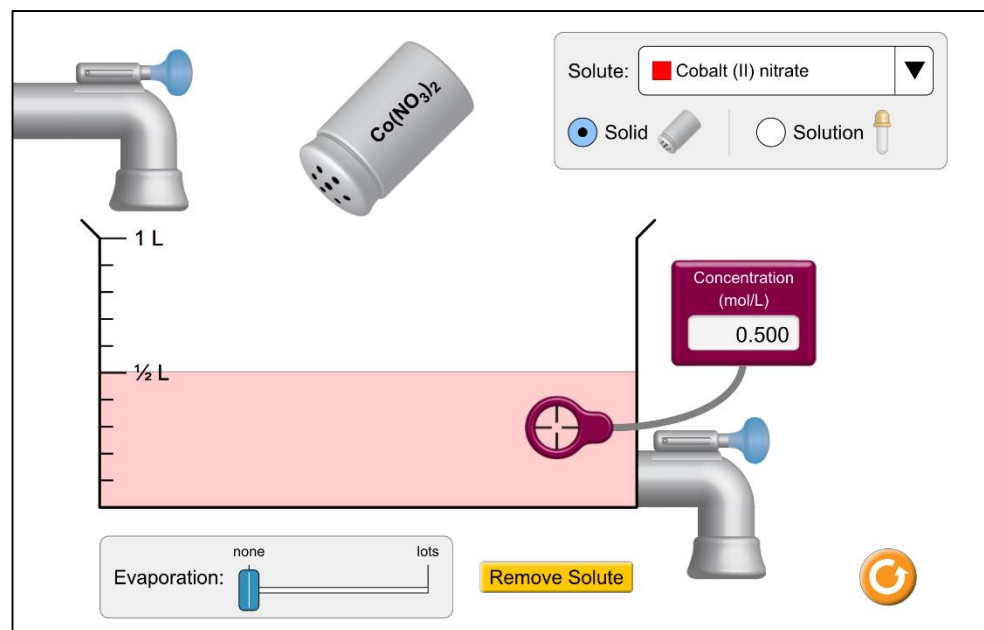 Co(NO₃)₂
Solute: Cobalt (II) nitrate
Solid
Solution
1 L
½ L
Concentration
(mol/L)
0.500
none
lots
Evaporation:
Remove Solute